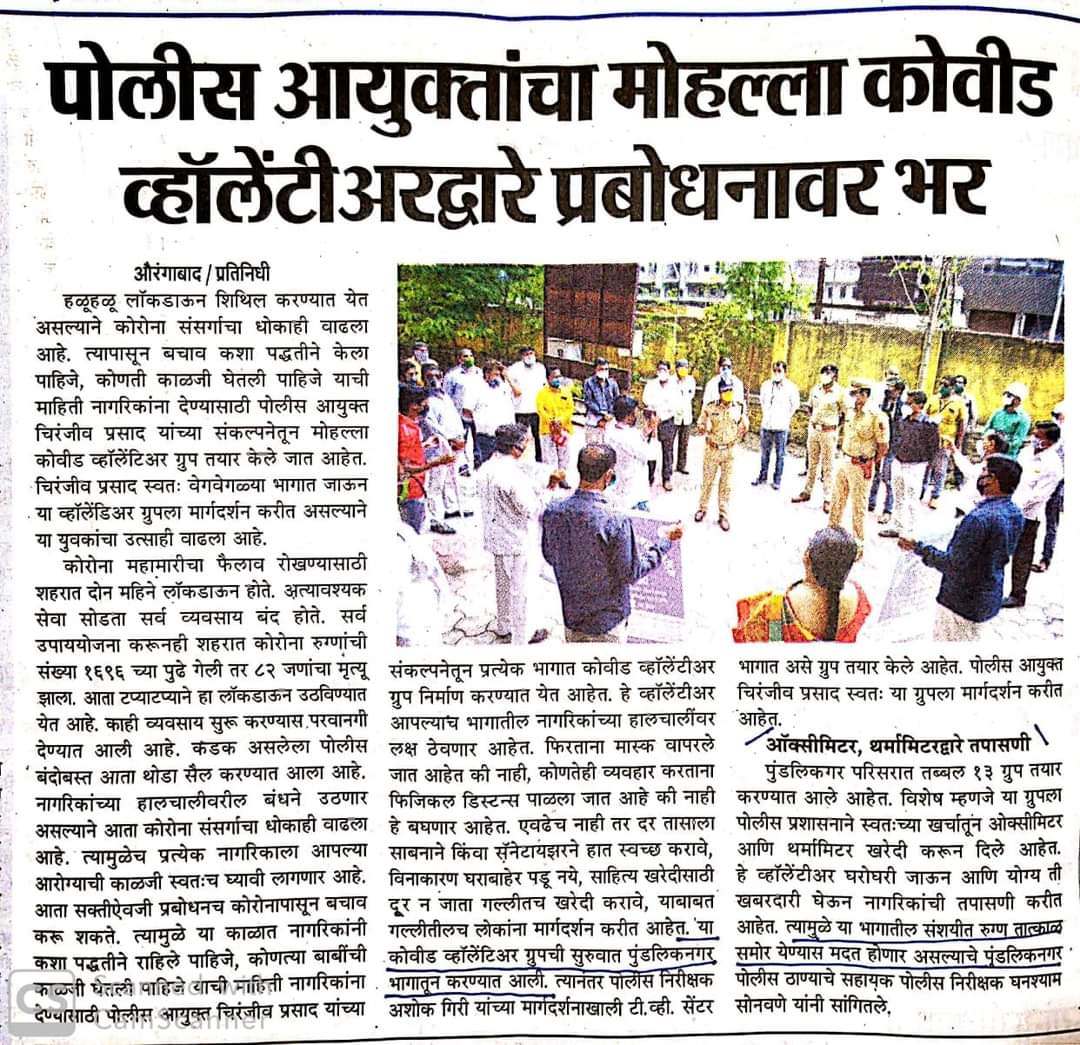 पोलीस आयुक्तांचा मोहल्ला कोवीड
व्हॉलेंटीअरद्वारे प्रबोधनावर भर
औरंगाबाद / प्रतिनिधी
हळूहळू लॉकडाऊन शिथिल करण्यात येत
असल्याने कोरोना संसर्गाचा धोकाही वाढला
आहे. त्यापासून बचाव कशा पद्धतीने केला
पाहिजे, कोणती काळजी घेतली पाहिजे याची
माहिती नागरिकांना देण्यासाठी पोलीस आयुक्त
चिरंजीव प्रसाद यांच्या संकल्पनेतून मोहल्ला
कोवीड व्हॉलेंटिअर ग्रुप तयार केले जात आहेत.
चिरंजीव प्रसाद स्वतः वेगवेगळ्या भागात जाऊन
या व्हॉलेंडिअर ग्रुपला मार्गदर्शन करीत असल्याने
या युवकांचा उत्साही वाढला आहे.
कोरोना महामारीचा फैलाव रोखण्यासाठी
शहरात दोन महिने लॉकडाऊन होते. अत्यावश्यक
सेवा सोडता सर्व व्यवसाय बंद होते. सर्व
उपाययोजना करूनही शहरात कोरोना रुग्णांची
संख्या १६९६ च्या पुढे गेली तर ८२ जणांचा मृत्यू
झाला. आता टप्याटप्याने हा लॉकडाऊन उठविण्यात
येत आहे. काही व्यवसाय सुरू करण्यास परवानगी
देण्यात आली आहे. कडक असलेला पोलीस
बंदोबस्त आता थोडा सैल करण्यात आला आहे.
नागरिकांच्या हालचालीवरील बंधने उठणार
असल्याने आता कोरोना संसर्गाचा धोकाही वाढला
आहे. त्यामुळेच प्रत्येक नागरिकाला आपल्या
आरोग्याची काळजी स्वतःच घ्यावी लागणार आहे.
आता सक्तीऐवजी प्रबोधनच कोरोनापासून बचाव
करू शकते. त्यामुळे या काळात नागरिकांनी
कशा पद्धतीने राहिले पाहिजे, कोणत्या बाबींची
काळजी घेतली पाहिजे याची माहिती नागरिकांना
देण्यासाठी पोलीस आयुक्त चिरंजीव प्रसाद यांच्या
संकल्पनेतून प्रत्येक भागात कोवीड व्हॉलेंटीअर
ग्रुप निर्माण करण्यात येत आहेत. हे व्हॉलेंटीअर
आपल्याच भागातील नागरिकांच्या हालचालींवर
लक्ष ठेवणार आहेत. फिरताना मास्क वापरले
जात आहेत की नाही, कोणतेही व्यवहार करताना
फिजिकल डिस्टन्स पाळला जात आहे की नाही
हे बघणार आहेत. एवढेच नाही तर दर तासाला
साबनाने किंवा सॅनेटायझरने हात स्वच्छ करावे,
विनाकारण घराबाहेर पडू नये, साहित्य खरेदीसाठी
दूर न जाता गल्लीतच खरेदी करावे, याबाबत
गल्लीतीलच लोकांना मार्गदर्शन करीत आहेत. या
कोवीड व्हॉलेंटिअर ग्रुपची सुरुवात पुंडलिकनगर
भागातून करण्यात आली. त्यानंतर पोलीस निरीक्षक
अशोक गिरी यांच्या मार्गदर्शनाखाली टी.व्ही. सेंटर
भागात असे ग्रुप तयार केले आहेत. पोलीस आयुक्त
चिरंजीव प्रसाद स्वतः या ग्रुपला मार्गदर्शन करीत
आहेत.
ऑक्सीमिटर, थर्मामिटरद्वारे तपासणी
पुंडलिकगर परिसरात तब्बल १३ ग्रुप तयार
करण्यात आले आहेत. विशेष म्हणजे या ग्रुपला
पोलीस प्रशासनाने स्वतःच्या खर्चातून ओक्सीमिटर
आणि थर्मामिटर खरेदी करून दिले आहेत.
हे व्हॉलेंटीअर घरोघरी जाऊन आणि योग्य ती
खबरदारी घेऊन नागरिकांची तपासणी करीत
आहेत. त्यामुळे या भागातील संशयीत रुग्ण तात्काळ
समोर येण्यास मदत होणार असल्याचे पुंडलिकनगर
पोलीस ठाण्याचे सहायक पोलीस निरीक्षक घनश्याम
सोनवणे यांनी सांगितले.
CS Scanned with
CamScanner